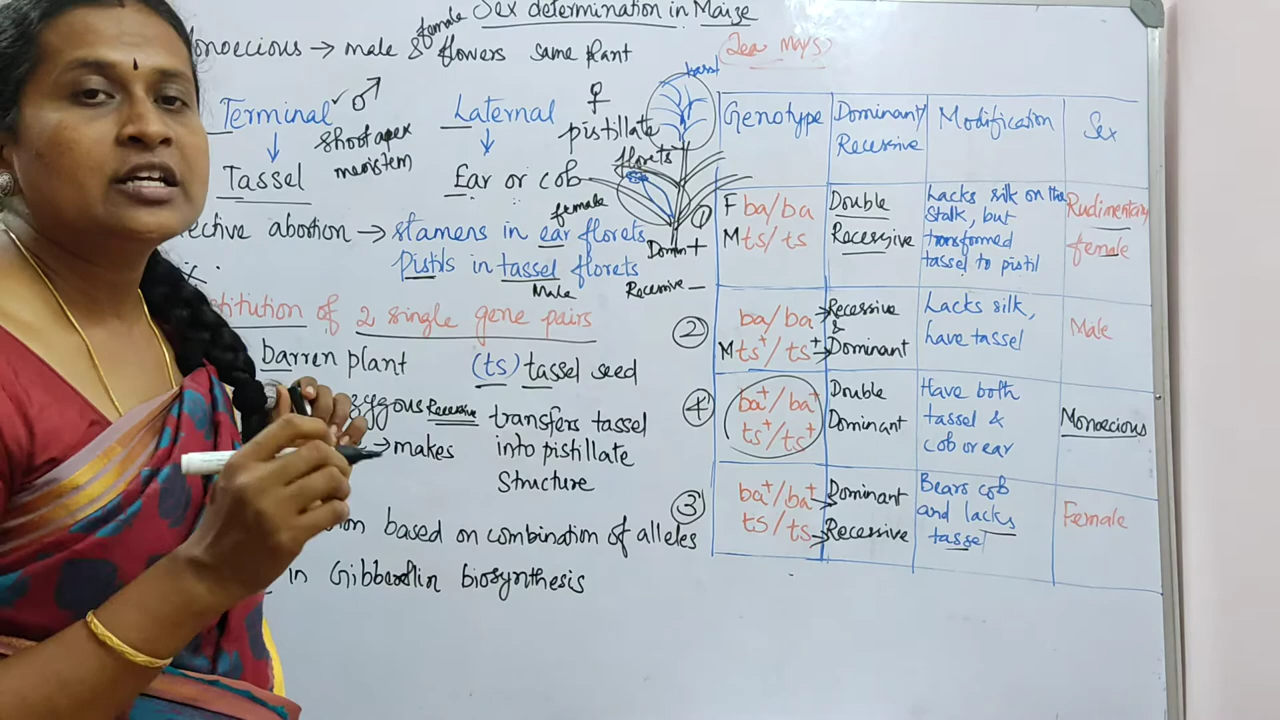 Sex determination in Maize
Monoecious → male & female flowers same plant
(Zea mays)
Terminal ✓ ♂
shoot apex
meristem
Tassel
Laternal ♀
pistillate
florets
Ear or cob
female
ective abortion → stamens in ear florets
Pistils in tassel florets
Male
Domin +
Recessive -
stitution of 2 single gene pairs
barren plant (ts) tassel seed
zygous Recessive transfers tassel
→ makes into pistillate
Structure
ion based on combination of alleles
in Gibberellin biosynthesis
Genotype Dominant/ Recessive Modification Sex
① F ba/ba Double Lacks silk on the Rudimentary
M ts/ts Recessive stalk, but female
transformed
tassel to pistil
② ba/ba → Recessive Lacks silk, Male
&
M ts+/ts+ → Dominant have tassel
④ ba+/ba+ Double Have both Monoecious
ts+/ts+ Dominant tassel &
cob or ear
③ ba+/ba+ → Dominant Bears cob Female
ts/ts → Recessive and lacks
tassel